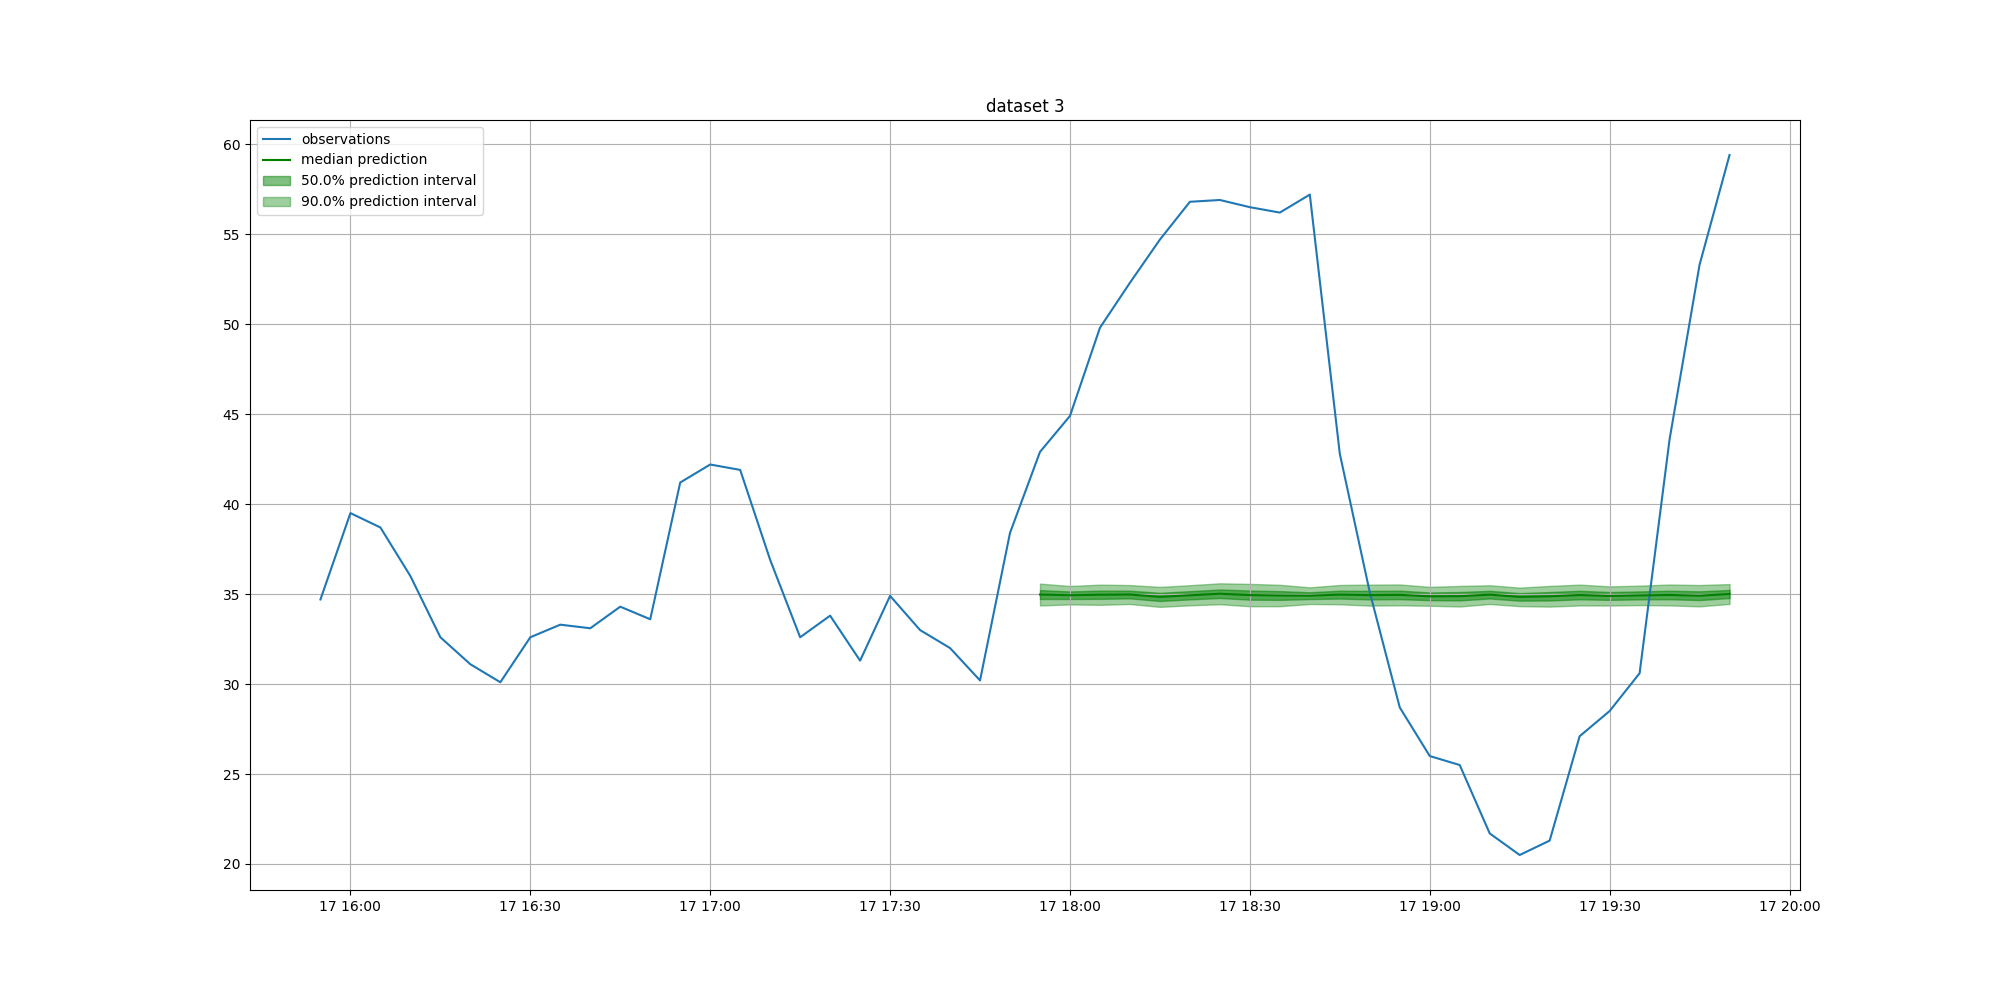 dataset 3
observations
median prediction
50.0% prediction interval
90.0% prediction interval
60
55
50
45
40
35
30
25
20
17 16:00 17 16:30 17 17:00 17 17:30 17 18:00 17 18:30 17 19:00 17 19:30 17 20:00